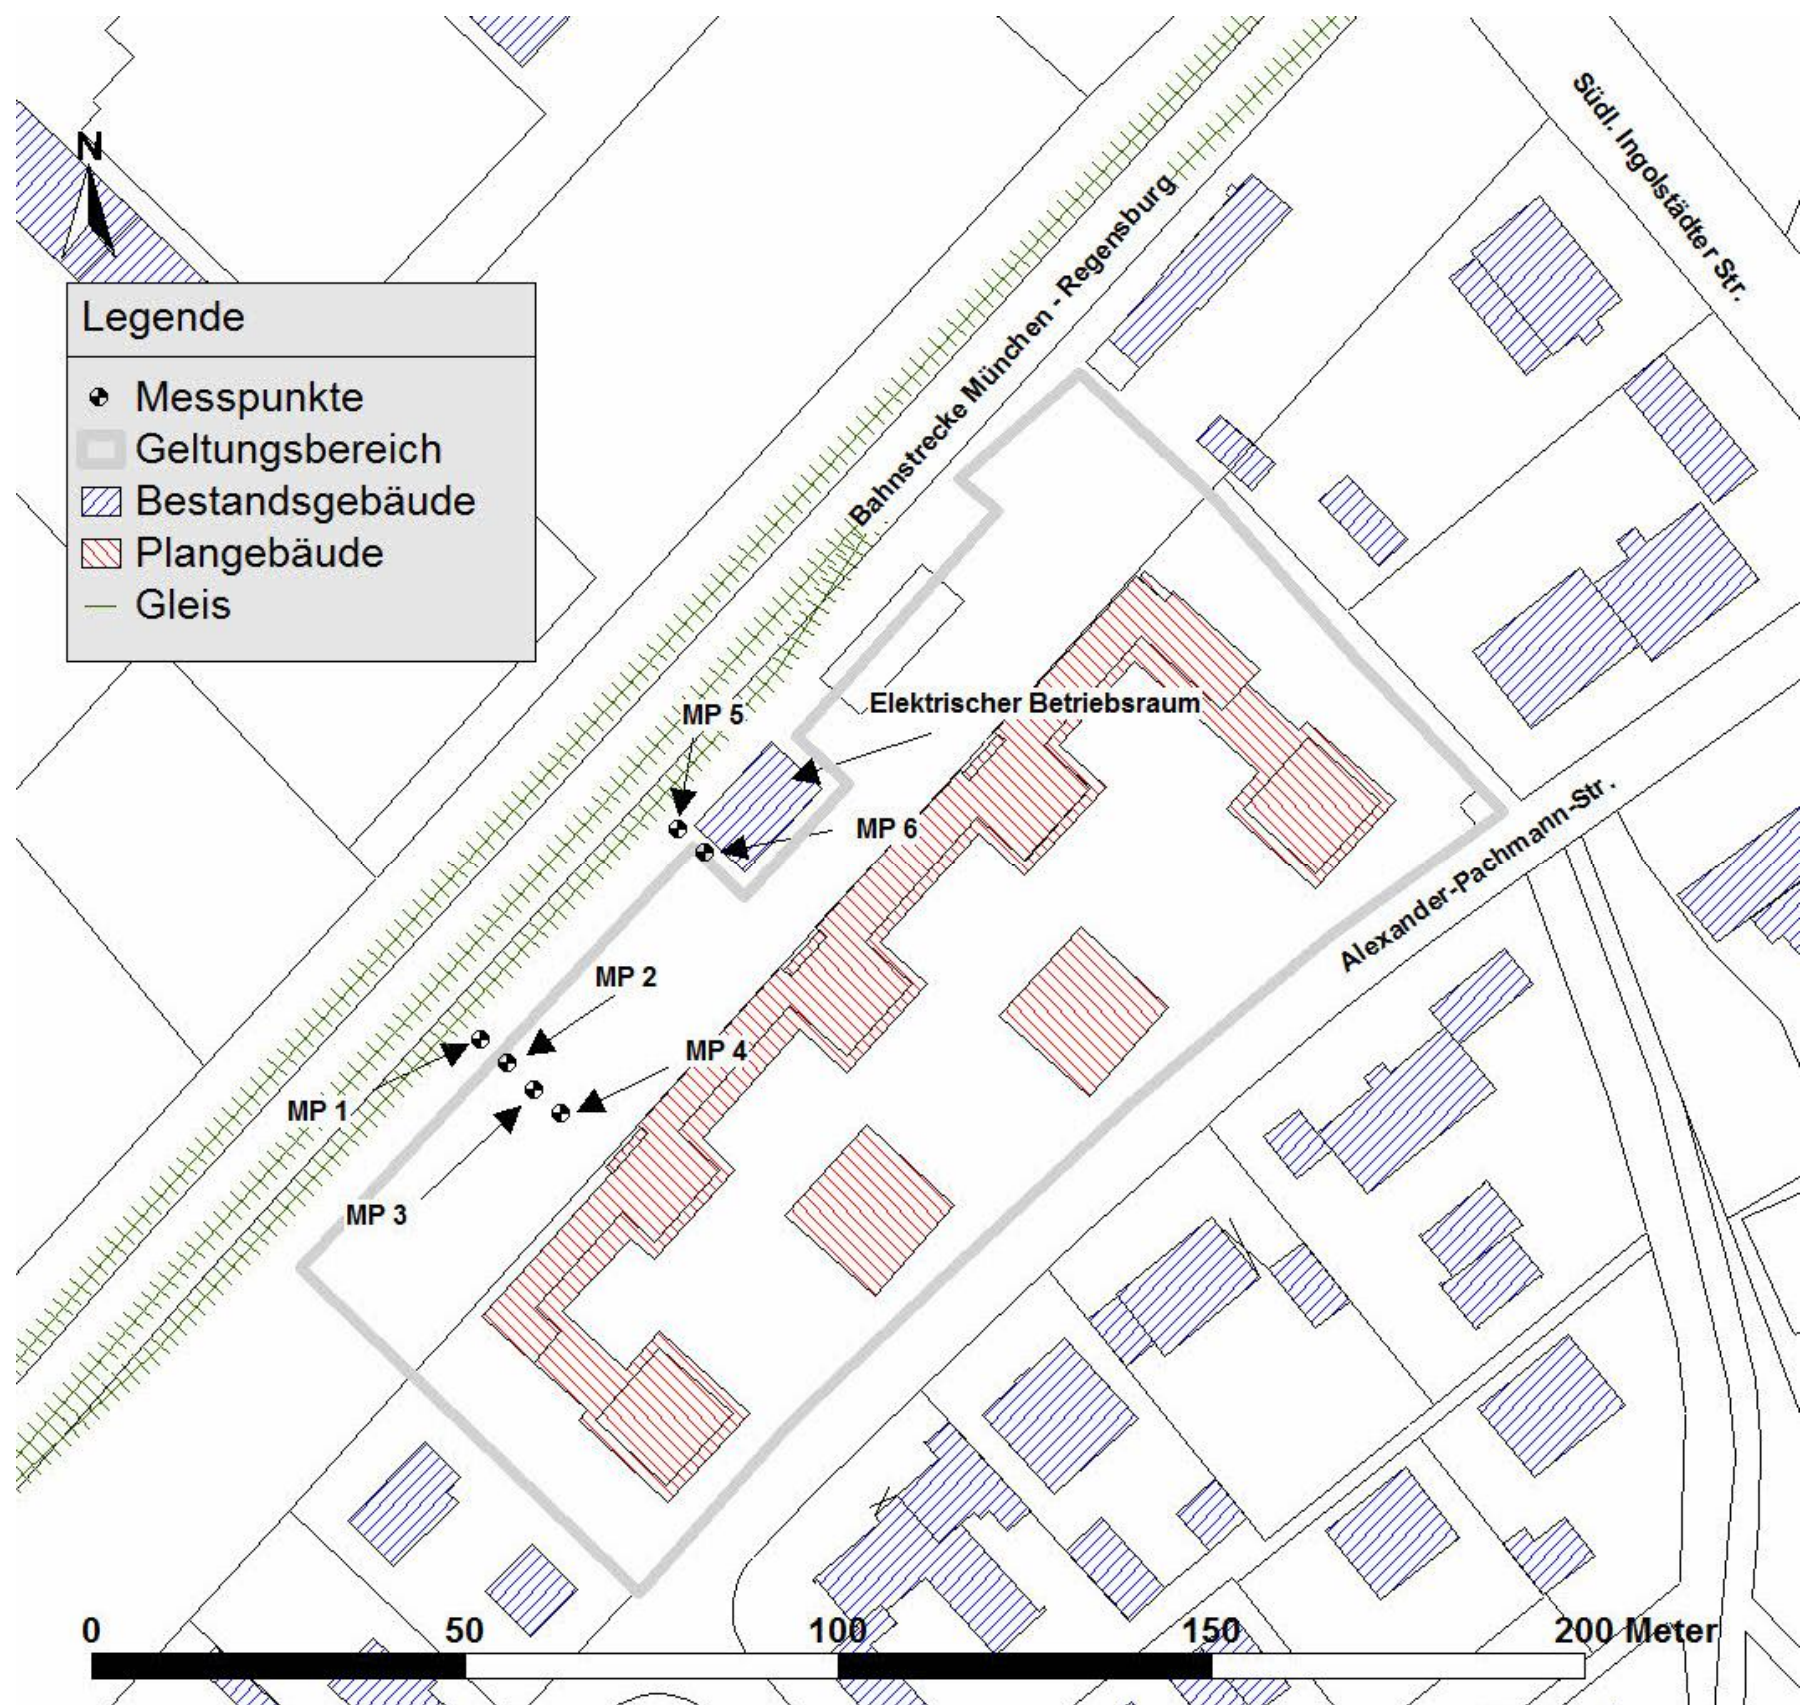 Südl. Ingolstädter Str.
N
Bahnstrecke München - Regensburg
Legende
Messpunkte
Geltungsbereich
Bestandsgebäude
Plangebäude
Gleis
Elektrischer Betriebsraum
MP 5
MP 6
Alexander-Pachmann-Str.
MP 2
MP 4
MP 1
MP 3
0 50 100 150 200 Meter